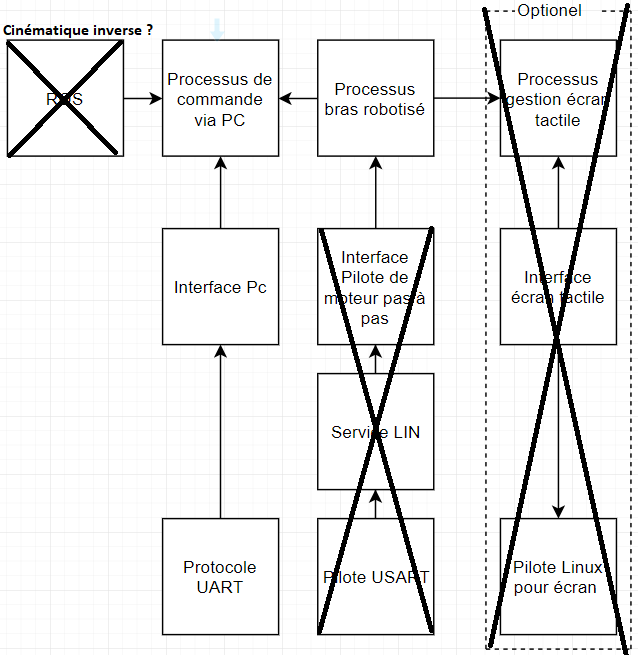 Optionel
Cinématique inverse ?
ROS
Processus de
commande
via PC
Processus
bras robotisé
Processus
gestion écran
tactile
Interface Pc
Interface
Pilote de
moteur pas à
pas
Interface
écran tactile
Service LIN
Protocole
UART
Pilote USART
Pilote Linux
pour écran